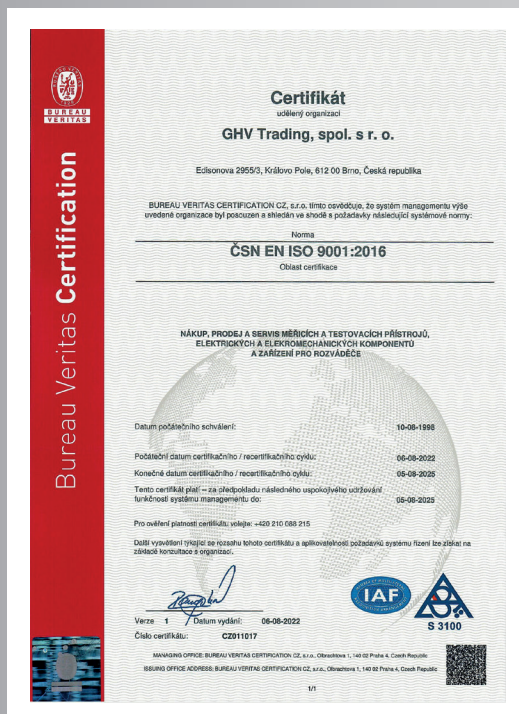 BUREAU
VERITAS
Bureau Veritas Certification
Certifikát
udělený organizaci
GHV Trading, spol. s r. o.
Edisonova 2955/3, Královo Pole, 612 00 Brno, Česká republika
BUREAU VERITAS CERTIFICATION CZ, s.r.o. tímto osvědčuje, že systém managementu výše
uvedené organizace byl posouzen a shledán ve shodě s požadavky následující systémové normy:
Norma
ČSN EN ISO 9001:2016
Oblast certifikace
NÁKUP, PRODEJ A SERVIS MĚŘICÍCH A TESTOVACÍCH PŘÍSTROJŮ,
ELEKTRICKÝCH A ELEKROMECHANICKÝCH KOMPONENTŮ
A ZAŘÍZENÍ PRO ROZVÁDĚČE
Datum počátečního schválení: 10-08-1998
Počáteční datum certifikačního / recertifikačního cyklu: 06-08-2022
Konečné datum certifikačního / recertifikačního cyklu: 05-08-2025
Tento certifikát platí – za předpokladu následného uspokojivého udržování
funkčnosti systému managementu do: 05-08-2025
Pro ověření platnosti certifikátu volejte: +420 210 088 215
Další vysvětlení týkající se rozsahu tohoto certifikátu a aplikovatelnosti požadavků systému řízení lze získat na
základě konzultace s organizací.
IAF
S 3100
Verze 1 Datum vydání: 06-08-2022
Číslo certifikátu: CZ011017
MANAGING OFFICE: BUREAU VERITAS CERTIFICATION CZ, s.r.o., Olbrachtova 1, 140 02 Praha 4, Czech Republic
ISSUING OFFICE ADDRESS: BUREAU VERITAS CERTIFICATION CZ, s.r.o., Olbrachtova 1, 140 02 Praha 4, Czech Republic
1/1